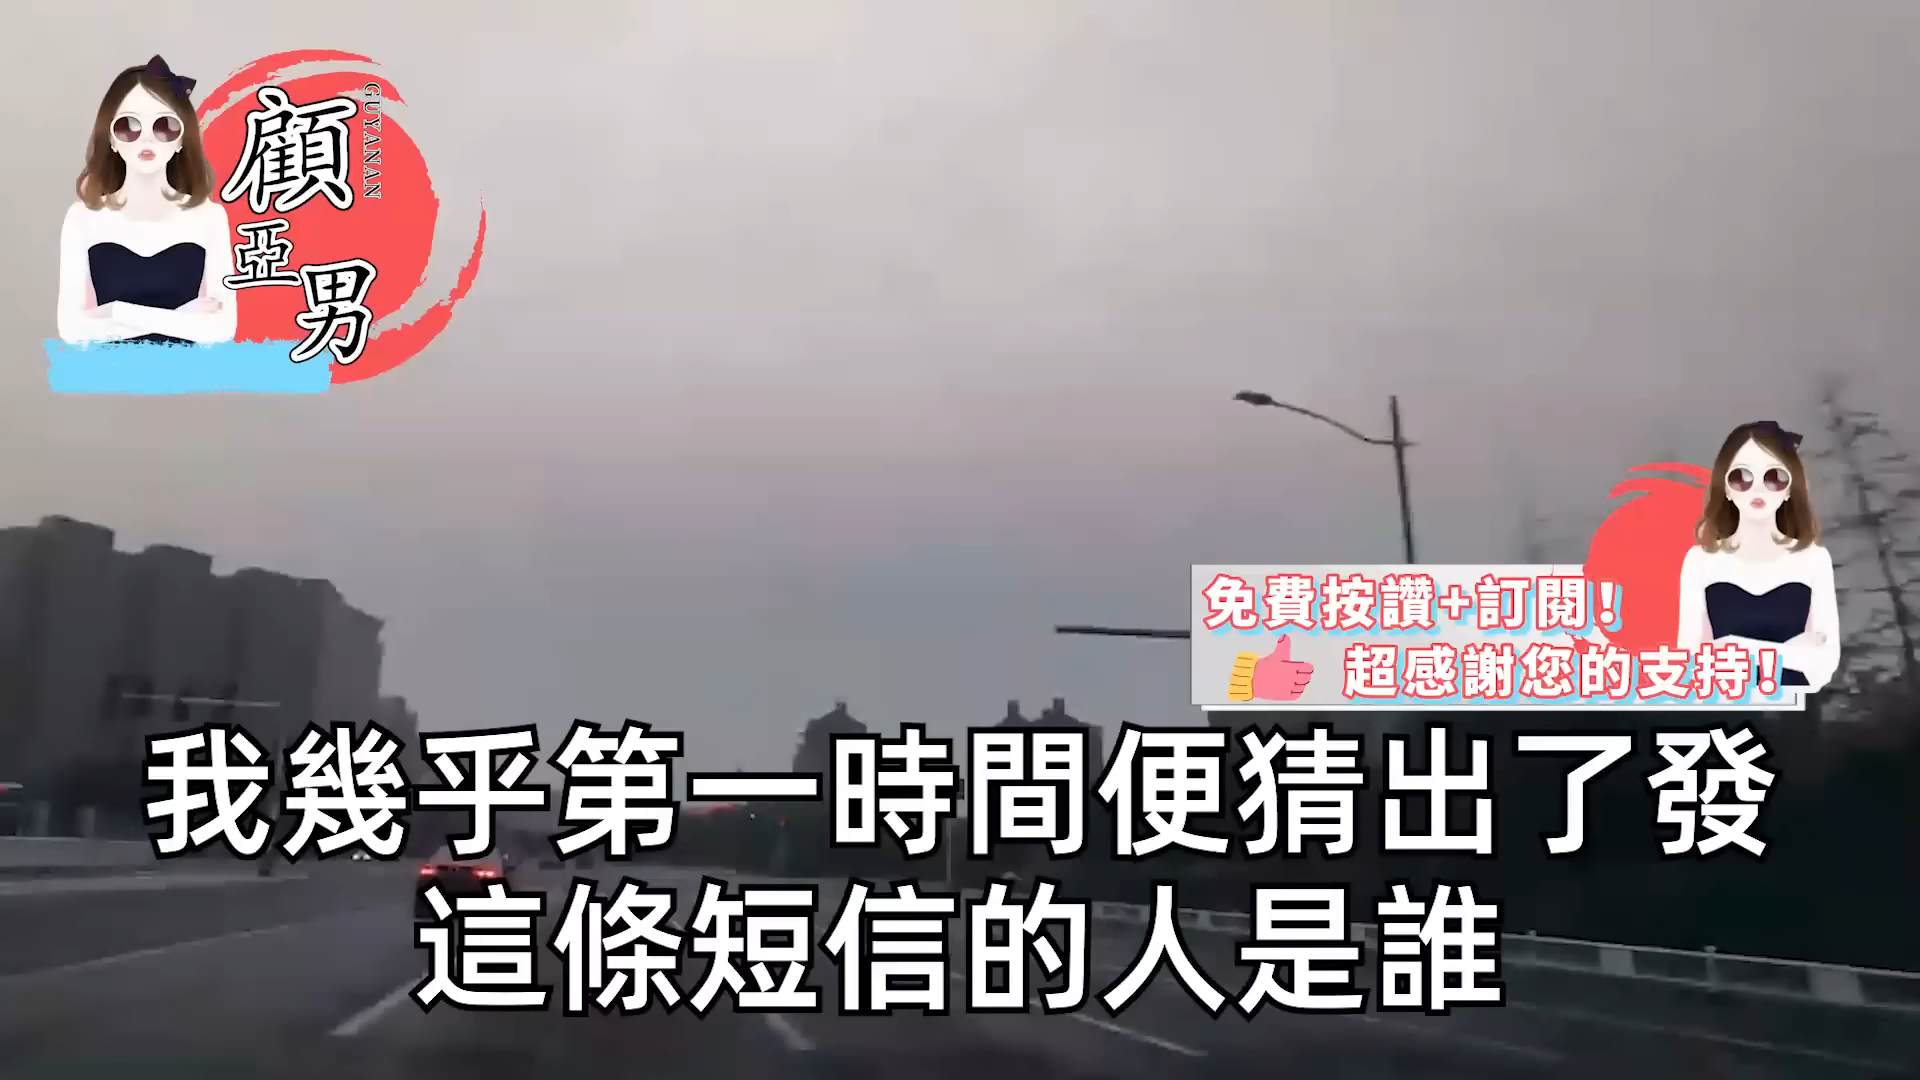 顧亞男
GUYANAN
免費按讚+訂閱!
超感謝您的支持!
我幾乎第一時間便猜出了發
這條短信的人是誰